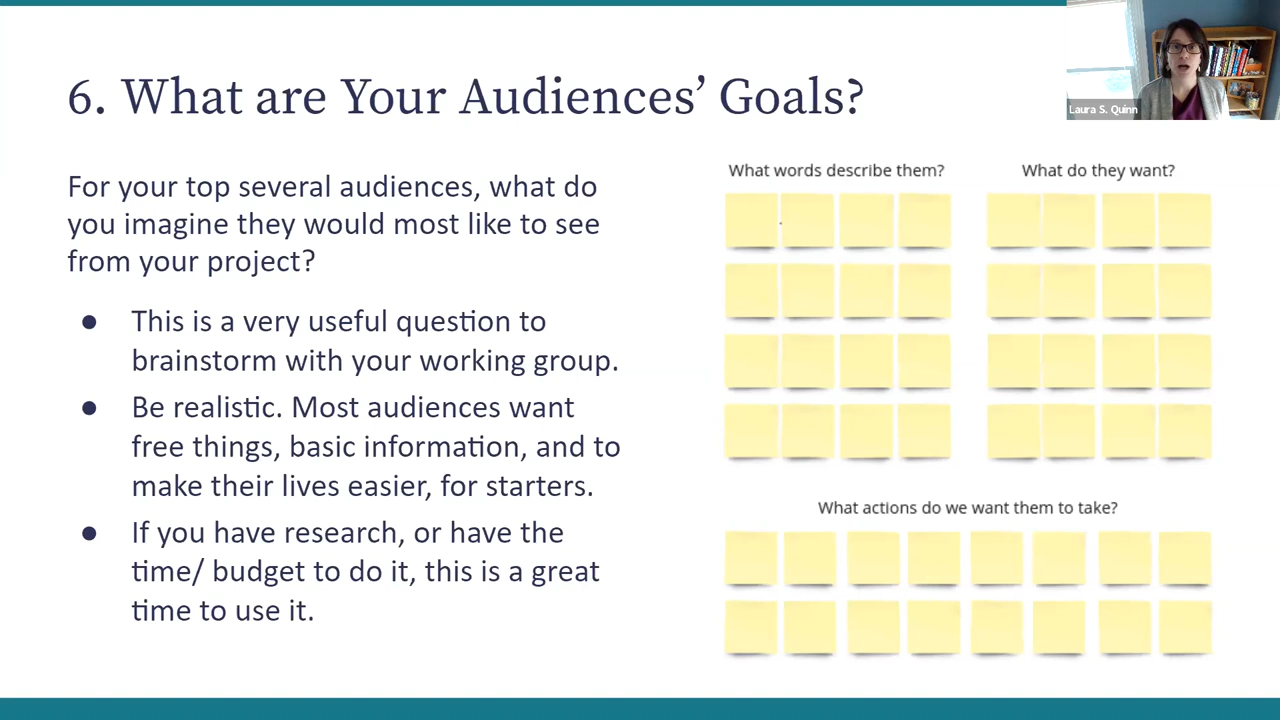 6. What are Your Audiences’ Goals?
Laura S. Quinn
For your top several audiences, what do
you imagine they would most like to see
from your project?
● This is a very useful question to
brainstorm with your working group.
● Be realistic. Most audiences want
free things, basic information, and to
make their lives easier, for starters.
● If you have research, or have the
time/ budget to do it, this is a great
time to use it.
What words describe them?
What do they want?
What actions do we want them to take?